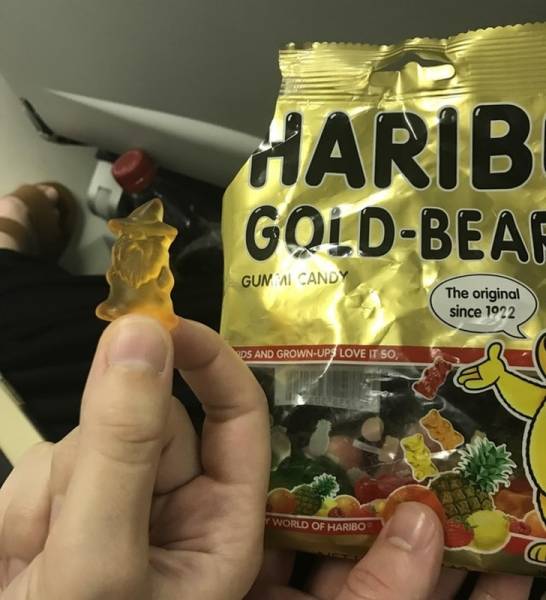 HARIB
GOLD-BEAR
GUMMI CANDY
The original
since 1922
IDS AND GROWN-UPS LOVE IT SO,
Y WORLD OF HARIBO